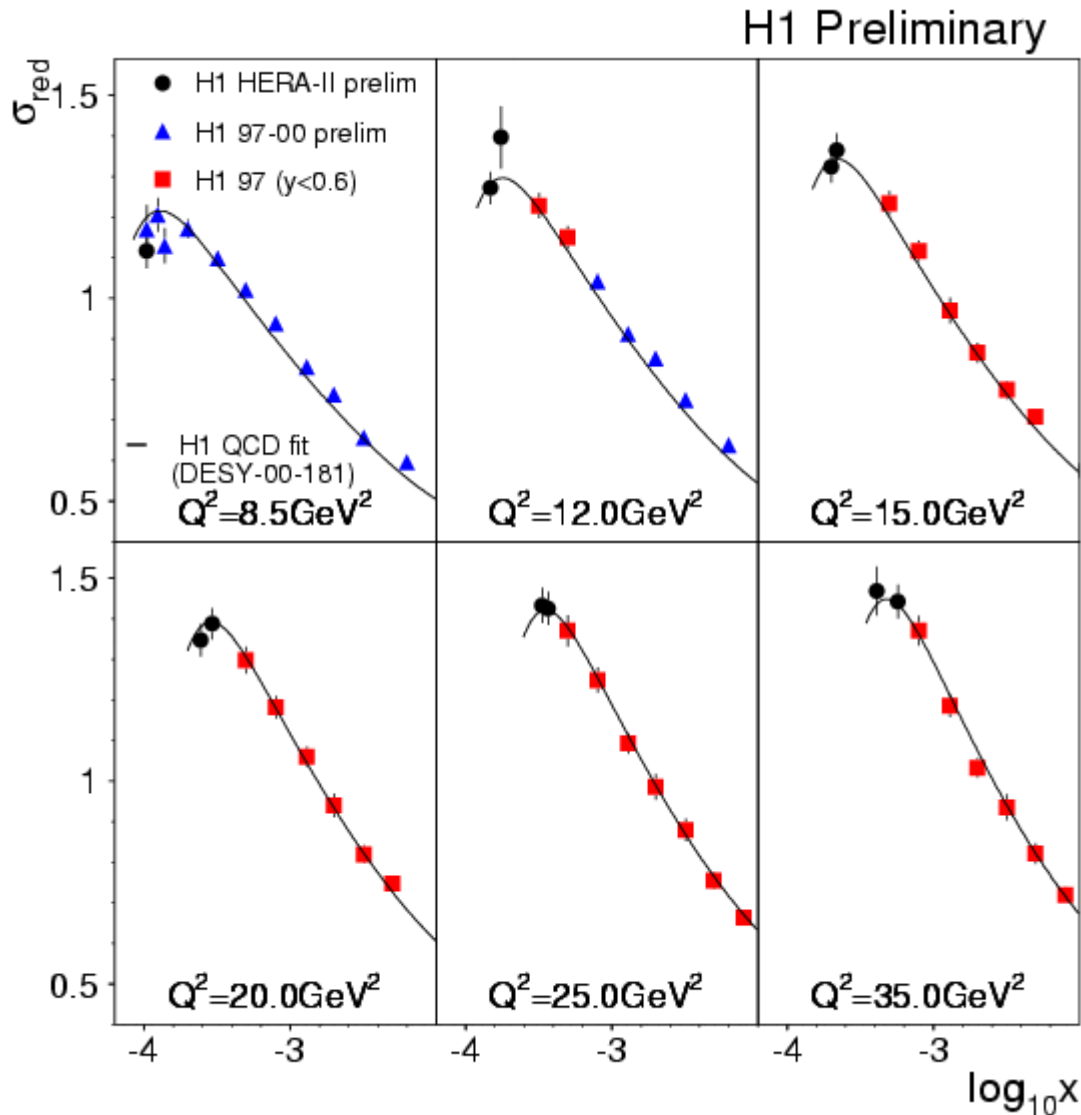 H1 Preliminary
σred
1.5
1
0.5
H1 HERA-II prelim
H1 97-00 prelim
H1 97 (y<0.6)
H1 QCD fit
(DESY-00-181)
Q²=8.5GeV²
Q²=12.0GeV²
Q²=15.0GeV²
1.5
1
0.5
Q²=20.0GeV²
Q²=25.0GeV²
Q²=35.0GeV²
-4 -3 -4 -3 -4 -3
log₁₀x